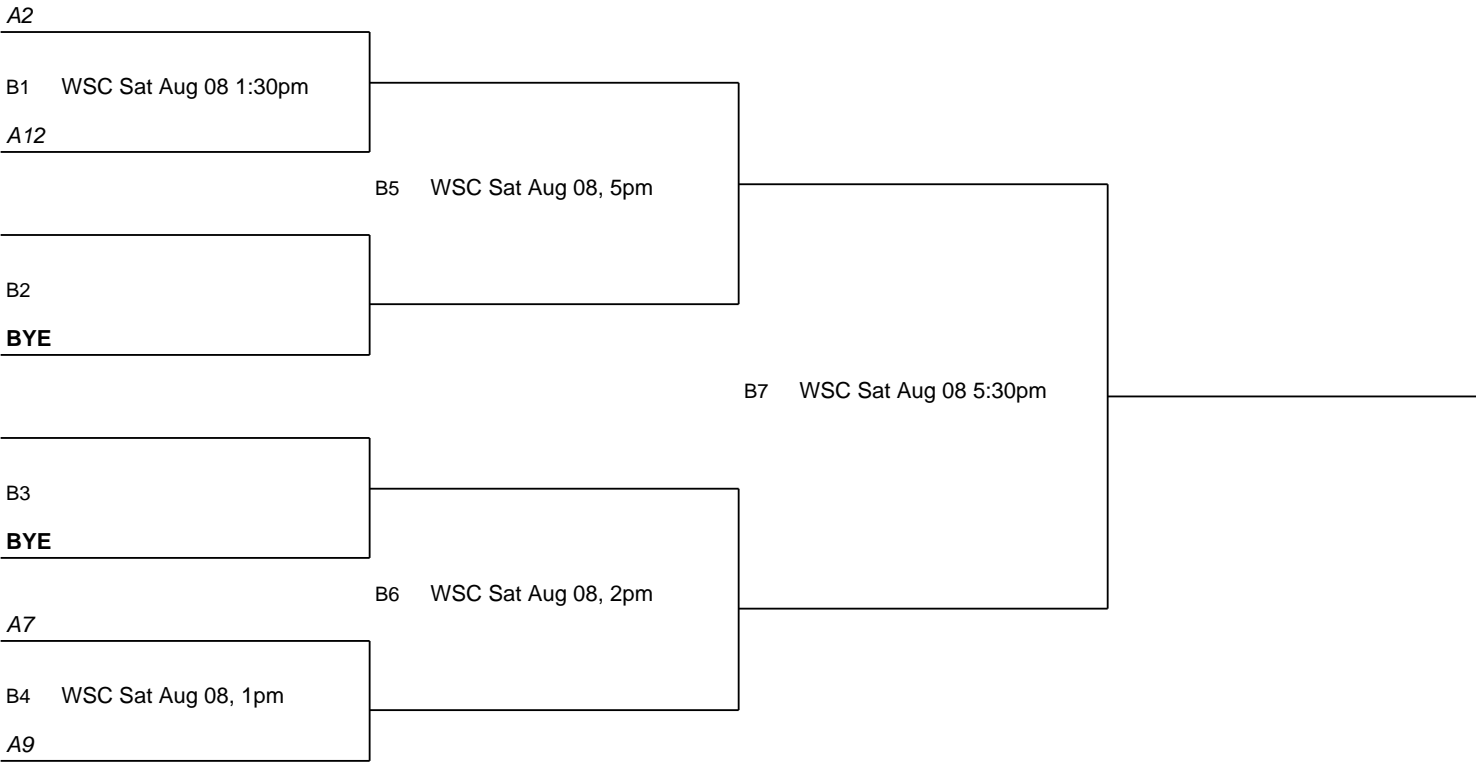 A2
B1 WSC Sat Aug 08 1:30pm
A12
B5 WSC Sat Aug 08, 5pm
B2
BYE
B7 WSC Sat Aug 08 5:30pm
B3
BYE
B6 WSC Sat Aug 08, 2pm
A7
B4 WSC Sat Aug 08, 1pm
A9